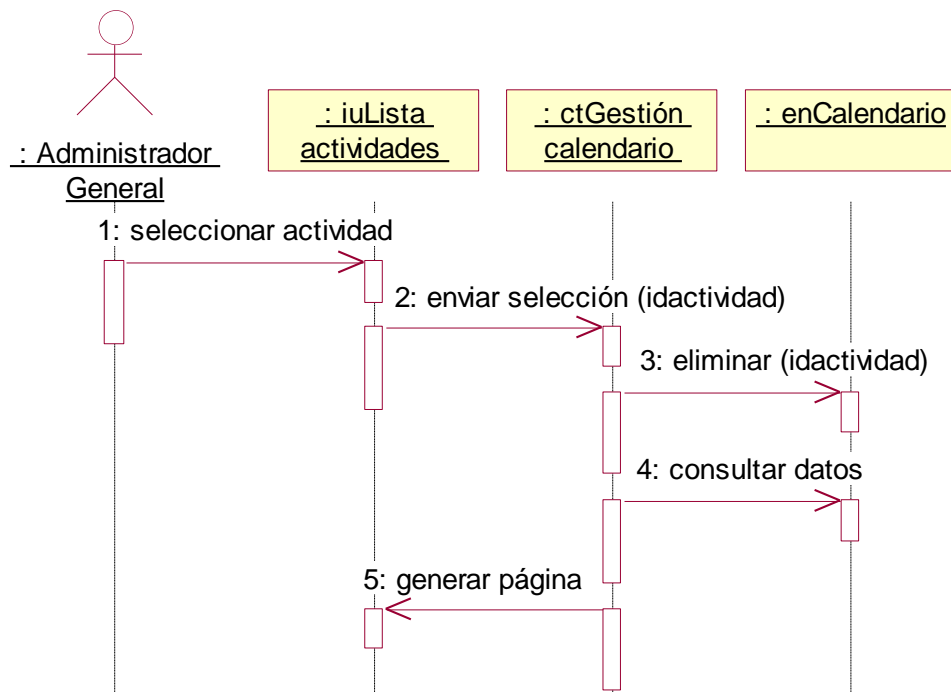 : Administrador
General
: iuLista
actividades
: ctGestión
calendario
: enCalendario
1: seleccionar actividad
2: enviar selección (idactividad)
3: eliminar (idactividad)
4: consultar datos
5: generar página